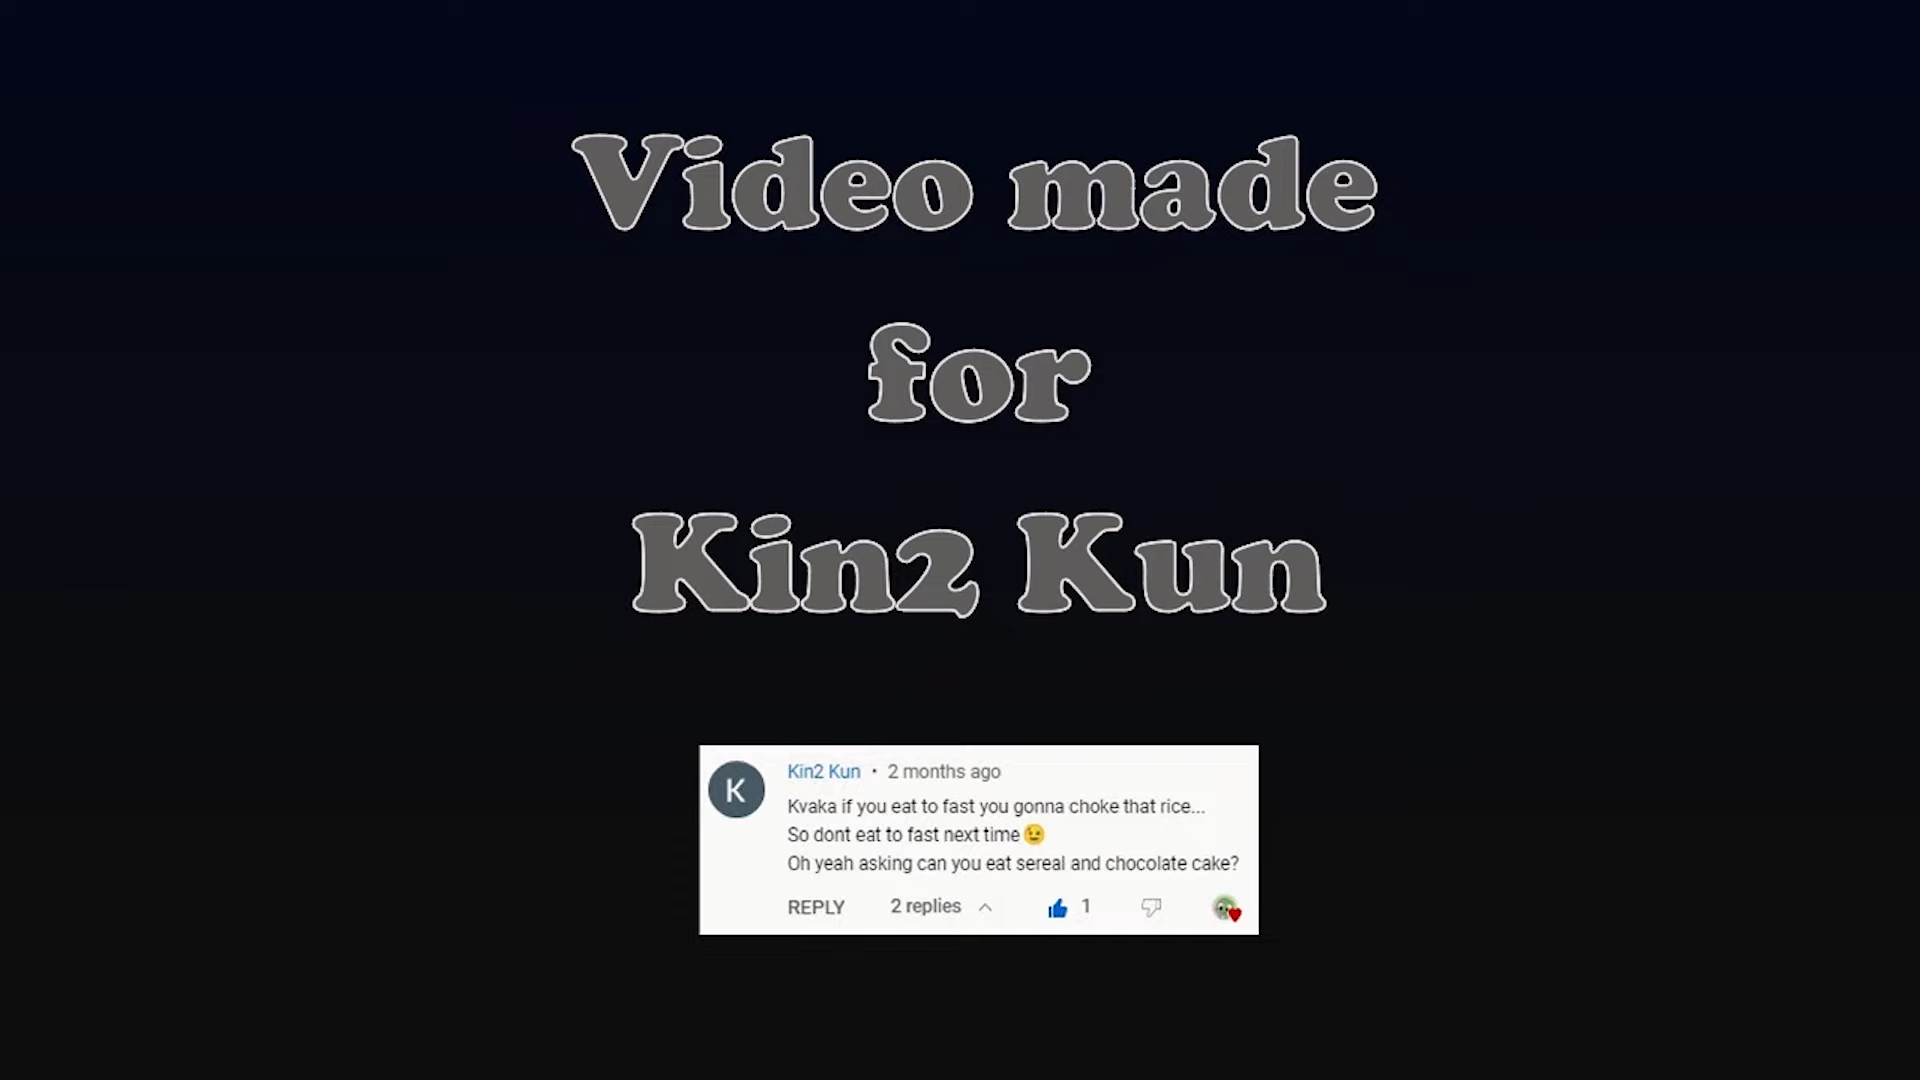 Video made
for
Kin2 Kun
K
Kin2 Kun • 2 months ago
Kvaka if you eat to fast you gonna choke that rice...
So dont eat to fast next time 😉
Oh yeah asking can you eat sereal and chocolate cake?
REPLY 2 replies 1